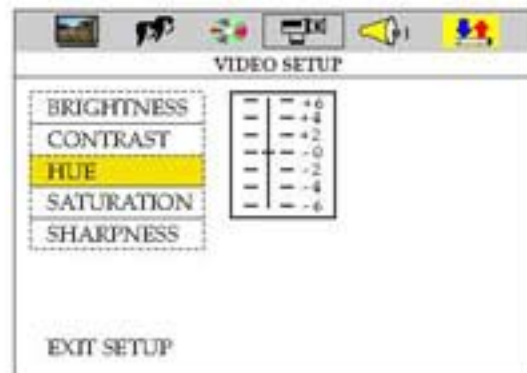 VIDEO SETUP
BRIGHTNESS
CONTRAST
HUE
SATURATION
SHARPNESS
+6
+4
+2
-0
-2
-4
-6
EXIT SETUP